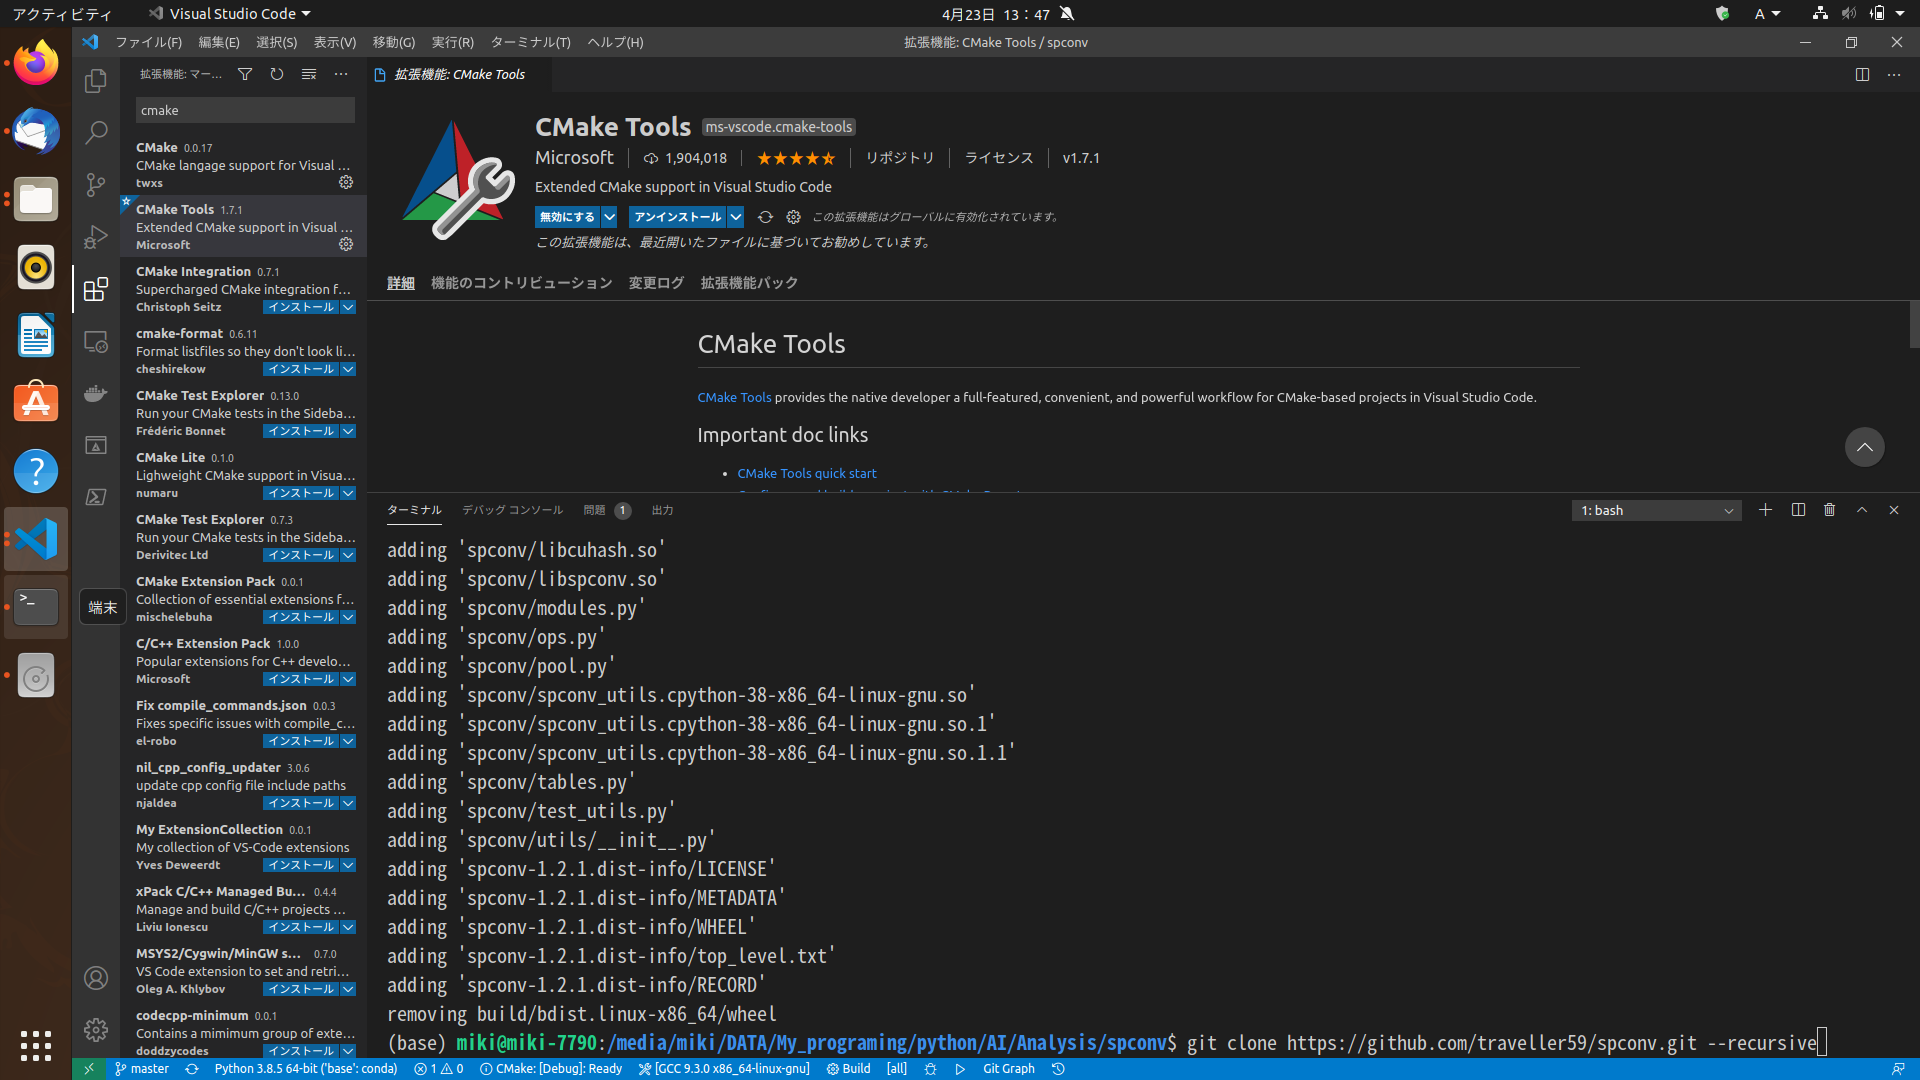 アクティビティ
Visual Studio Code
4月23日 13：47
A
ファイル(F) 編集(E) 選択(S) 表示(V) 移動(G) 実行(R) ターミナル(T) ヘルプ(H)
拡張機能: CMake Tools / spconv
拡張機能: マー...
cmake
CMake 0.0.17
CMake langage support for Visual ...
twxs
CMake Tools 1.7.1
Extended CMake support in Visual ...
Microsoft
CMake Integration 0.7.1
Supercharged CMake integration f...
Christoph Seitz インストール
cmake-format 0.6.11
Format listfiles so they don't look li...
cheshirekow インストール
CMake Test Explorer 0.13.0
Run your CMake tests in the Sideba...
Frédéric Bonnet インストール
CMake Lite 0.1.0
Lighweight CMake support in Visua...
numaru インストール
CMake Test Explorer 0.7.3
Run your CMake tests in the Sideba...
Derivitec Ltd インストール
CMake Extension Pack 0.0.1
Collection of essential extensions f...
mischelebuha インストール
C/C++ Extension Pack 1.0.0
Popular extensions for C++ develo...
Microsoft インストール
Fix compile_commands.json 0.0.3
Fixes specific issues with compile_c...
el-robo インストール
nil_cpp_config_updater 3.0.6
update cpp config file include paths
njaldea インストール
My ExtensionCollection 0.0.1
My collection of VS-Code extensions
Yves Deweerdt インストール
xPack C/C++ Managed Bu... 0.4.4
Manage and build C/C++ projects ...
Liviu Ionescu インストール
MSYS2/Cygwin/MinGW s... 0.7.0
VS Code extension to set and retri...
Oleg A. Khlybov インストール
codecpp-minimum 0.0.1
Contains a mimimum group of exte...
doddzycodes インストール
端末
拡張機能: CMake Tools
CMake Tools ms-vscode.cmake-tools
Microsoft 1,904,018 リポジトリ ライセンス v1.7.1
Extended CMake support in Visual Studio Code
無効にする アンインストール この拡張機能はグローバルに有効化されています。
この拡張機能は、最近開いたファイルに基づいてお勧めしています。
詳細 機能のコントリビューション 変更ログ 拡張機能パック
CMake Tools
CMake Tools provides the native developer a full-featured, convenient, and powerful workflow for CMake-based projects in Visual Studio Code.
Important doc links
• CMake Tools quick start
ターミナル デバッグ コンソール 問題 1 出力
1: bash
adding 'spconv/libcuhash.so'
adding 'spconv/libspconv.so'
adding 'spconv/modules.py'
adding 'spconv/ops.py'
adding 'spconv/pool.py'
adding 'spconv/spconv_utils.cpython-38-x86_64-linux-gnu.so'
adding 'spconv/spconv_utils.cpython-38-x86_64-linux-gnu.so.1'
adding 'spconv/spconv_utils.cpython-38-x86_64-linux-gnu.so.1.1'
adding 'spconv/tables.py'
adding 'spconv/test_utils.py'
adding 'spconv/utils/__init__.py'
adding 'spconv-1.2.1.dist-info/LICENSE'
adding 'spconv-1.2.1.dist-info/METADATA'
adding 'spconv-1.2.1.dist-info/WHEEL'
adding 'spconv-1.2.1.dist-info/top_level.txt'
adding 'spconv-1.2.1.dist-info/RECORD'
removing build/bdist.linux-x86_64/wheel
(base) miki@miki-7790:/media/miki/DATA/My_programing/python/AI/Analysis/spconv$ git clone https://github.com/traveller59/spconv.git --recursive
master Python 3.8.5 64-bit ('base': conda) 1 0 CMake: [Debug]: Ready [GCC 9.3.0 x86_64-linux-gnu] Build [all] Git Graph